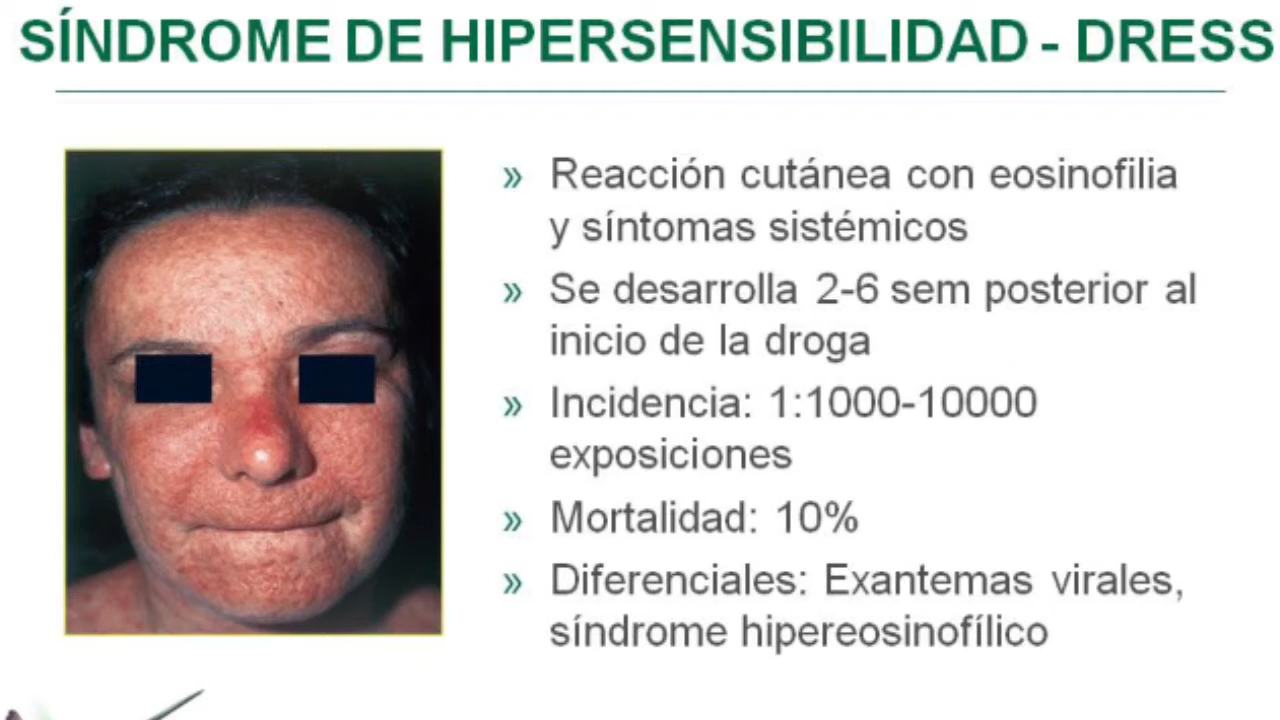 SÍNDROME DE HIPERSENSIBILIDAD - DRESS
» Reacción cutánea con eosinofilia
y síntomas sistémicos
» Se desarrolla 2-6 sem posterior al
inicio de la droga
» Incidencia: 1:1000-10000
exposiciones
» Mortalidad: 10%
» Diferenciales: Exantemas virales,
síndrome hipereosinofílico